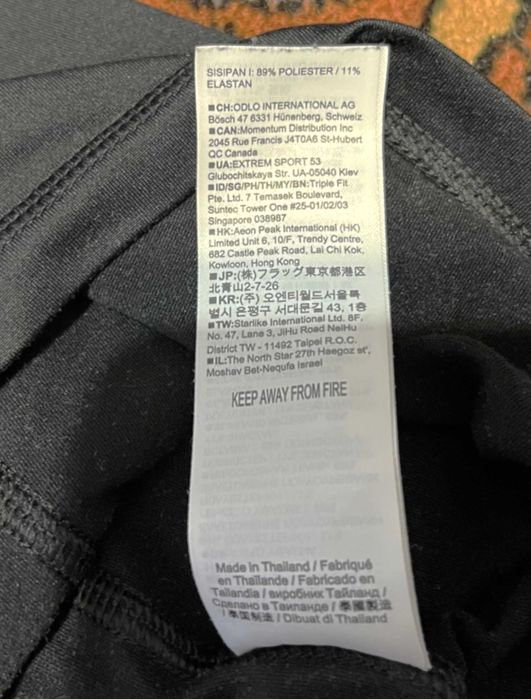 SISIPAN I: 89% POLIESTER / 11%
ELASTAN
■CH:ODLO INTERNATIONAL AG
Bösch 47 6331 Hünenberg, Schweiz
■CAN:Momentum Distribution Inc
2045 Rue Francis J4T0A6 St-Hubert
QC Canada
■UA:EXTREM SPORT 53
Glubochitskaya Str. UA-05040 Kiev
■ID/SG/PH/TH/MY/BN:Triple Fit
Pte. Ltd. 7 Temasek Boulevard,
Suntec Tower One #25-01/02/03
Singapore 038987
■HK:Aeon Peak International (HK)
Limited Unit 6, 10/F, Trendy Centre,
682 Castle Peak Road, Lai Chi Kok,
Kowloon, Hong Kong
■JP:(株)フラッグ東京都港区
北青山2-7-26
■KR:(주) 오엔티월드서울특
별시 은평구 서대문길 43, 1층
■TW:Starlike International Ltd. 8F,
No. 47, Lane 3, JiHu Road NeiHu
District TW - 11492 Taipei R.O.C.
■IL:The North Star 27th Haegoz st',
Moshav Bet-Nequfa Israel
KEEP AWAY FROM FIRE
Made in Thailand / Fabriqué
en Thaïlande / Fabricado en
Tailandia / виробник Тайланд /
Сделано в Таиланде / 泰國製造
/ 泰国制造 / Dibuat di Thailand